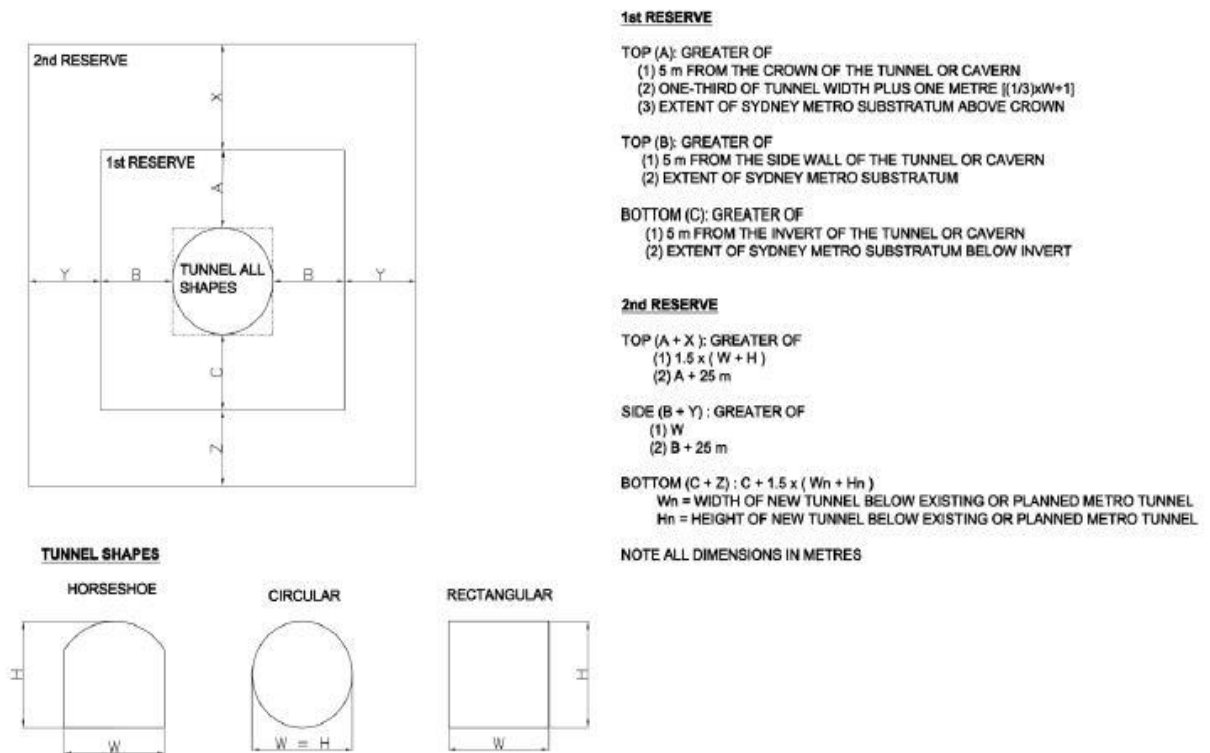 2nd RESERVE
X
1st RESERVE
A
Y
B
TUNNEL ALL
SHAPES
B
Y
C
Z
TUNNEL SHAPES
HORSESHOE
CIRCULAR
RECTANGULAR
H
W
W = H
H
W
1st RESERVE
TOP (A): GREATER OF
(1) 5 m FROM THE CROWN OF THE TUNNEL OR CAVERN
(2) ONE-THIRD OF TUNNEL WIDTH PLUS ONE METRE [(1/3)xW+1]
(3) EXTENT OF SYDNEY METRO SUBSTRATUM ABOVE CROWN
TOP (B): GREATER OF
(1) 5 m FROM THE SIDE WALL OF THE TUNNEL OR CAVERN
(2) EXTENT OF SYDNEY METRO SUBSTRATUM
BOTTOM (C): GREATER OF
(1) 5 m FROM THE INVERT OF THE TUNNEL OR CAVERN
(2) EXTENT OF SYDNEY METRO SUBSTRATUM BELOW INVERT
2nd RESERVE
TOP (A + X ): GREATER OF
(1) 1.5 x ( W + H )
(2) A + 25 m
SIDE (B + Y) : GREATER OF
(1) W
(2) B + 25 m
BOTTOM (C + Z) : C + 1.5 x ( Wn + Hn )
Wn = WIDTH OF NEW TUNNEL BELOW EXISTING OR PLANNED METRO TUNNEL
Hn = HEIGHT OF NEW TUNNEL BELOW EXISTING OR PLANNED METRO TUNNEL
NOTE ALL DIMENSIONS IN METRES